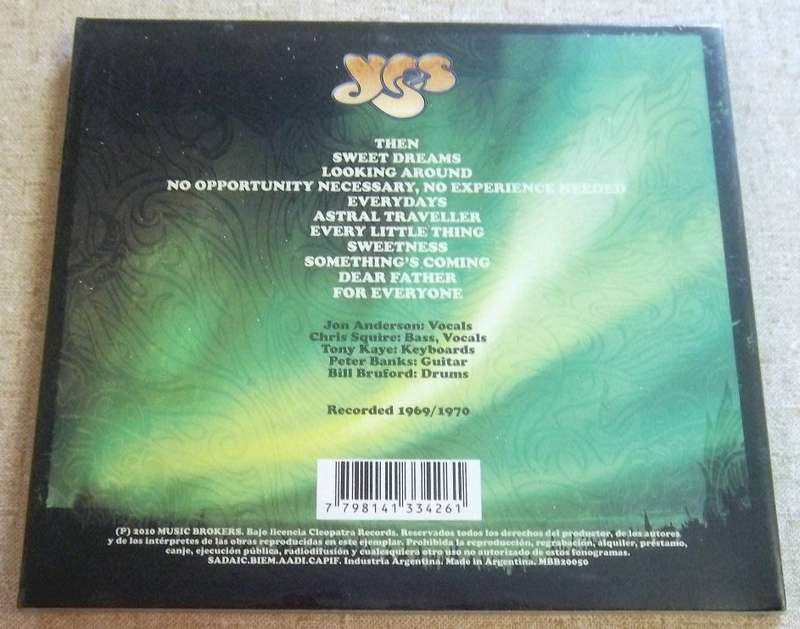 yes
THEN
SWEET DREAMS
LOOKING AROUND
NO OPPORTUNITY NECESSARY, NO EXPERIENCE NEEDED
EVERYDAYS
ASTRAL TRAVELLER
EVERY LITTLE THING
SWEETNESS
SOMETHING'S COMING
DEAR FATHER
FOR EVERYONE
Jon Anderson: Vocals
Chris Squire: Bass, Vocals
Tony Kaye: Keyboards
Peter Banks: Guitar
Bill Bruford: Drums
Recorded 1969/1970
7 798141 334261
(P) 2010 MUSIC BROKERS. Bajo licencia Cleopatra Records. Reservados todos los derechos del productor, de los autores
y de los intérpretes de las obras reproducidas en este ejemplar. Prohibida la reproducción, regrabación, alquiler, préstamo,
canje, ejecución pública, radiodifusión y cualesquiera otro uso no autorizado de estos fonogramas.
SADAIC.BIEM.AADI.CAPIF. Industria Argentina. Made in Argentina. MBB20050